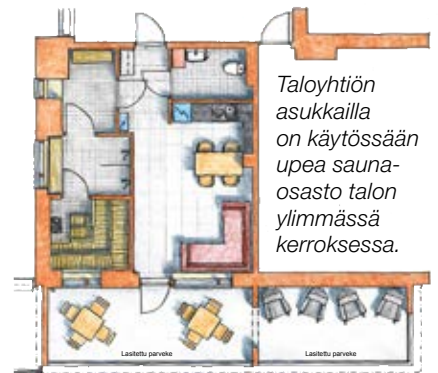 Taloyhtiön
asukkailla
on käytössään
upea sauna-
osasto talon
ylimmässä
kerroksessa.
Lasitettu parveke
Lasitettu parveke